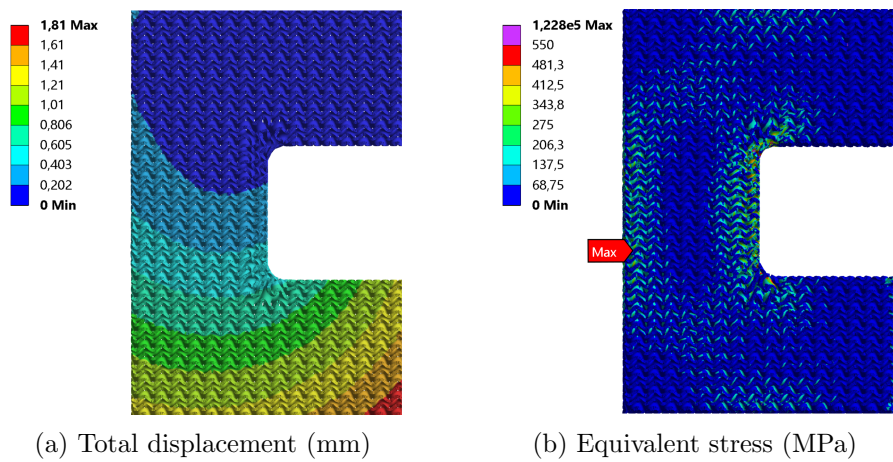 1,81 Max
1,61
1,41
1,21
1,01
0,806
0,605
0,403
0,202
0 Min
1,228e5 Max
550
481,3
412,5
343,8
275
206,3
137,5
68,75
0 Min
Max
(a) Total displacement (mm)
(b) Equivalent stress (MPa)